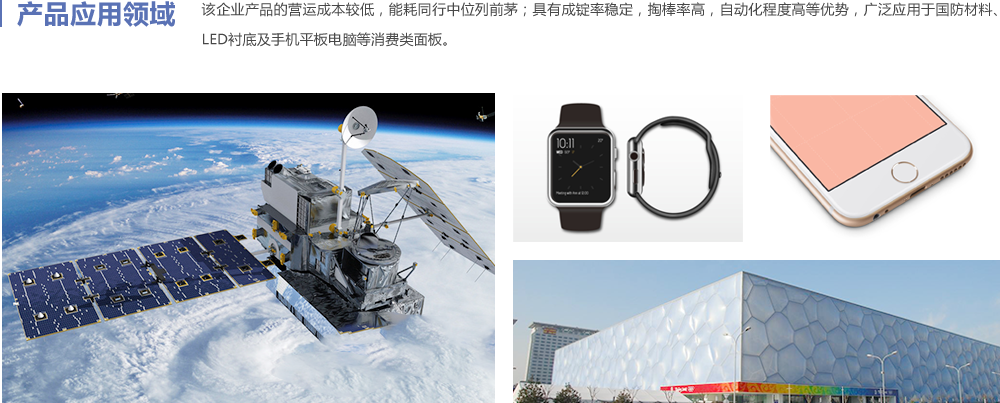 产品应用领域
该企业产品的营运成本较低，能耗同行中位列前茅；具有成锭率稳定，掏棒率高，自动化程度高等优势，广泛应用于国防材料、
LED衬底及手机平板电脑等消费类面板。
10:11